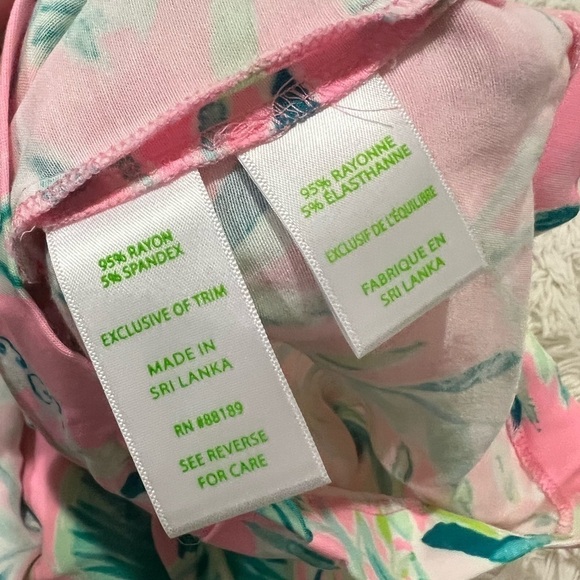 95% RAYON
5% SPANDEX
EXCLUSIVE OF TRIM
MADE IN
SRI LANKA
RN #88189
SEE REVERSE
FOR CARE
95% RAYONNE
5% ÉLASTHANNE
EXCLUSIF DE L'ÉQUILIBRE
FABRIQUE EN
SRI LANKA